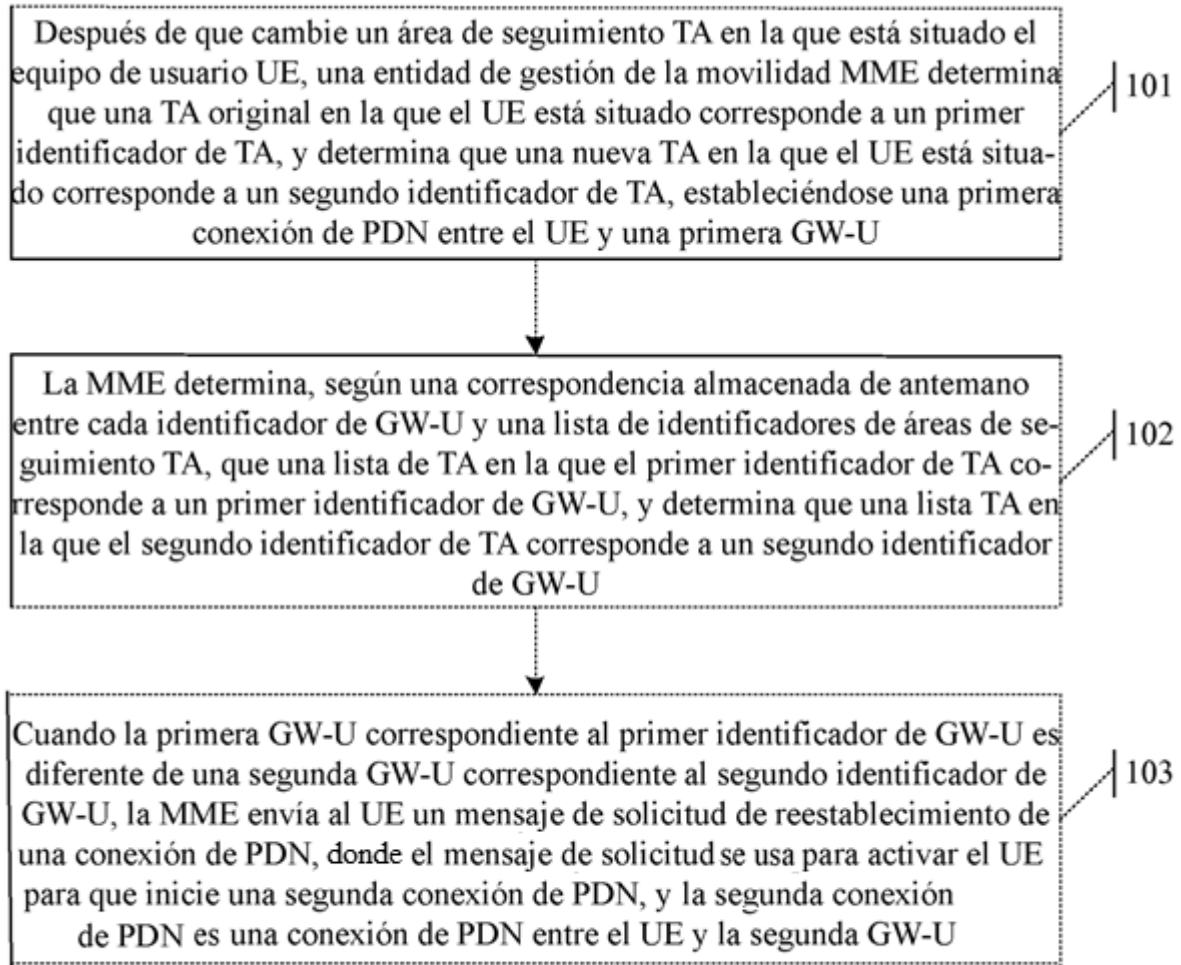 Después de que cambie un área de seguimiento TA en la que está situado el
equipo de usuario UE, una entidad de gestión de la movilidad MME determina
que una TA original en la que el UE está situado corresponde a un primer
identificador de TA, y determina que una nueva TA en la que el UE está situa-
do corresponde a un segundo identificador de TA, estableciéndose una primera
conexión de PDN entre el UE y una primera GW-U
101
La MME determina, según una correspondencia almacenada de antemano
entre cada identificador de GW-U y una lista de identificadores de áreas de se-
guimiento TA, que una lista de TA en la que el primer identificador de TA co-
rresponde a un primer identificador de GW-U, y determina que una lista TA en
la que el segundo identificador de TA corresponde a un segundo identificador
de GW-U
102
Cuando la primera GW-U correspondiente al primer identificador de GW-U es
diferente de una segunda GW-U correspondiente al segundo identificador de
GW-U, la MME envía al UE un mensaje de solicitud de reestablecimiento de
una conexión de PDN, donde el mensaje de solicitud se usa para activar el UE
para que inicie una segunda conexión de PDN, y la segunda conexión
de PDN es una conexión de PDN entre el UE y la segunda GW-U
103